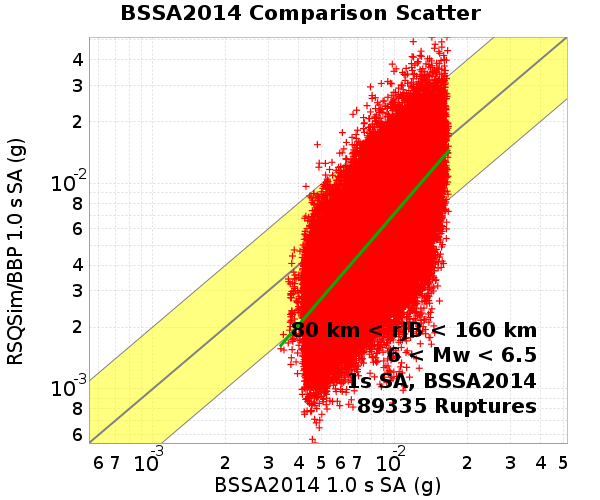 BSSA2014 Comparison Scatter
RSQSim/BBP 1.0 s SA (g)
4
3
2
10-2
8
6
4
3
2
10-3
8
6
80 km < rJB < 160 km
6 < Mw < 6.5
1s SA, BSSA2014
89335 Ruptures
6 7 10-3 2 3 4 5 6 7 10-2 2 3 4 5
BSSA2014 1.0 s SA (g)